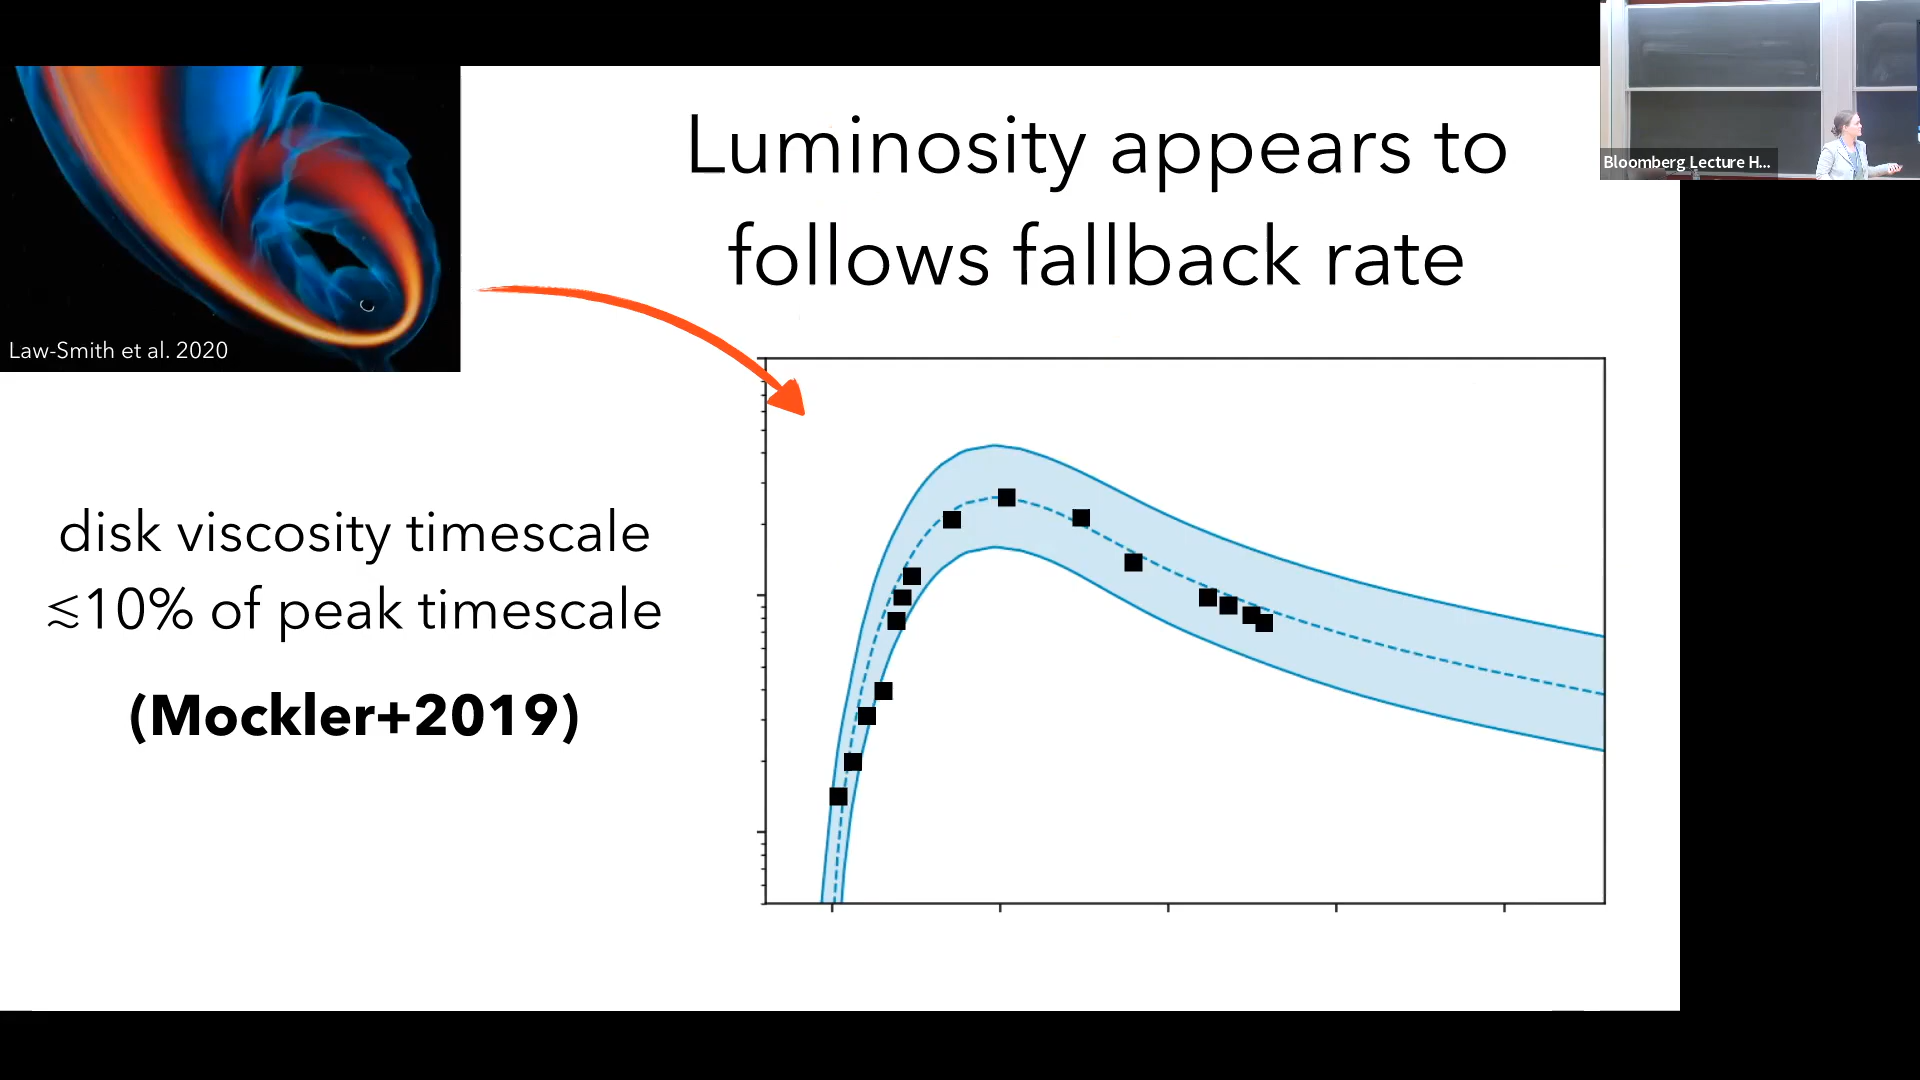 Luminosity appears to
follows fallback rate
Bloomberg Lecture H...
Law-Smith et al. 2020
disk viscosity timescale
≲10% of peak timescale
(Mockler+2019)